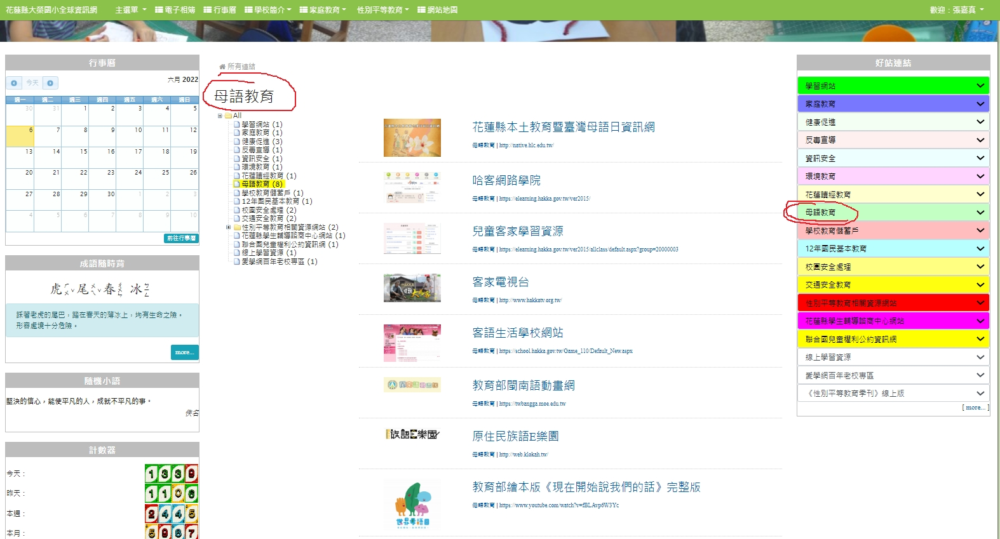 花蓮縣大榮國小全球資訊網 主選單 電子相簿 行事曆 學校簡介 家庭教育 性別平等教育 網站地圖 歡迎：張嘉真
行事曆
今天 六月 2022
週一 週二 週三 週四 週五 週六 週日
30 31 1 2 3 4 5
6 7 8 9 10 11 12
13 14 15 16 17 18 19
20 21 22 23 24 25 26
27 28 29 30 1 2 3
4 5 6 7 8 9 10
前往行事曆
成語隨時背
虎ㄏㄨˇ尾ㄨㄟˇ春ㄔㄨㄣ 冰ㄅㄧㄥ
踩著老虎的尾巴，踏在春天的薄冰上，均有生命之險。
形容處境十分危險。
more...
隨機小語
堅決的信心，能使平凡的人，成就不平凡的事。
佚名
計數器
今天： 1339
昨天： 1106
本週： 2445
本月： 5967
所有連結
母語教育
All
學習網站 (1)
家庭教育 (1)
健康促進 (3)
反毒宣導 (1)
資訊安全 (1)
環境教育 (1)
花蓮讀經教育 (1)
母語教育 (8)
學校教育儲蓄戶 (1)
12年國民基本教育 (1)
校園安全處理 (2)
交通安全教育 (2)
性別平等教育相關資源網站 (2)
花蓮縣學生輔導諮商中心網站 (1)
聯合國兒童權利公約資訊網 (1)
線上學習資源 (1)
愛學網百年老校專區 (1)
花蓮縣本土教育暨臺灣母語日資訊網
母語教育 | http://native.hlc.edu.tw/
哈客網路學院
母語教育 | https://elearning.hakka.gov.tw/ver2015/
兒童客家學習資源
母語教育 | https://elearning.hakka.gov.tw/ver2015/allclass/default.aspx?group=20000003
客家電視台
母語教育 | http://www.hakkatv.org.tw/
客語生活學校網站
母語教育 | https://school.hakka.gov.tw/Game_110/Default_New.aspx
閩南語動畫網
教育部閩南語動畫網
母語教育 | https://twbangga.moe.edu.tw
族語E樂園
原住民族語E樂園
母語教育 | http://web.klokah.tw/
世界母語日
教育部繪本版《現在開始說我們的話》完整版
母語教育 | https://www.youtube.com/watch?v=fBLAvp6W3Yc
好站連結
學習網站
家庭教育
健康促進
反毒宣導
資訊安全
環境教育
花蓮讀經教育
母語教育
學校教育儲蓄戶
12年國民基本教育
校園安全處理
交通安全教育
性別平等教育相關資源網站
花蓮縣學生輔導諮商中心網站
聯合國兒童權利公約資訊網
線上學習資源
愛學網百年老校專區
《性別平等教育季刊》線上版
[ more... ]